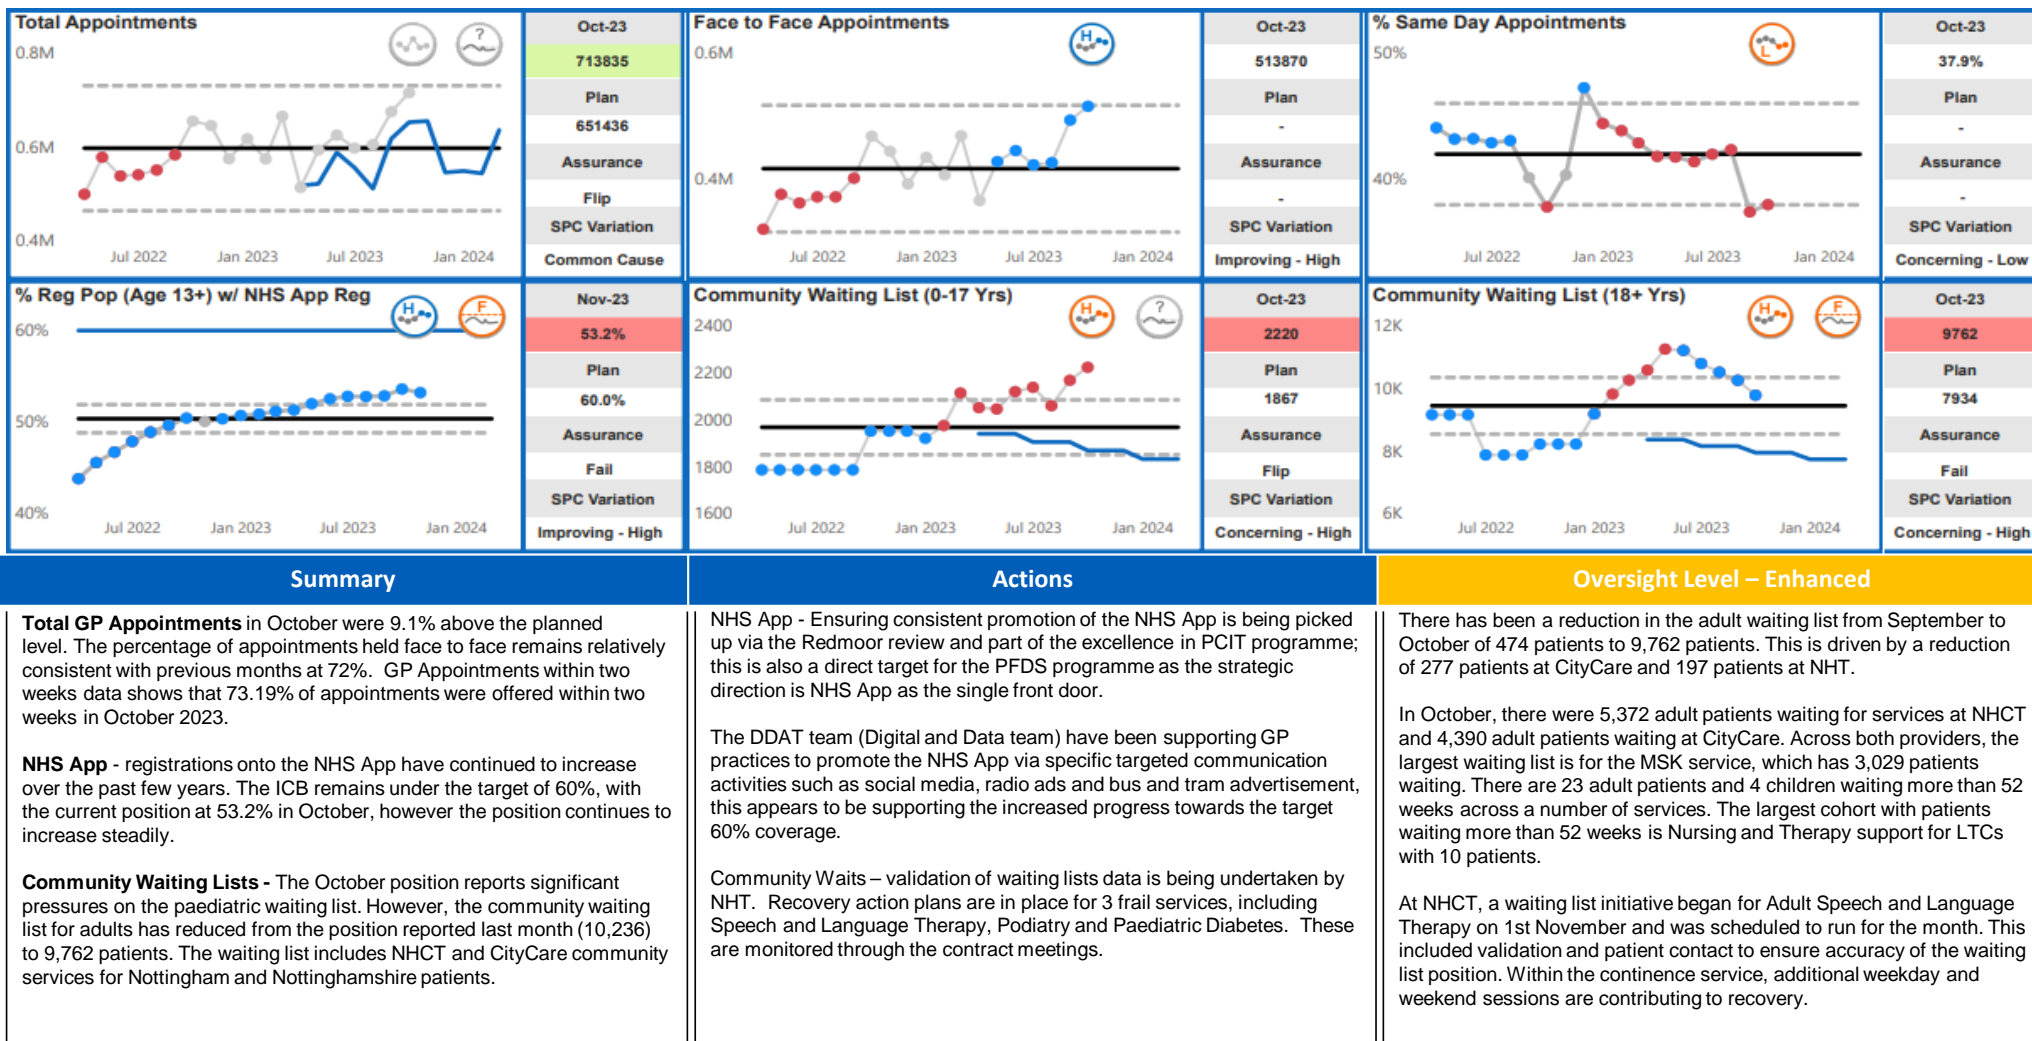 Total Appointments
0.8M
0.6M
0.4M
Jul 2022 Jan 2023 Jul 2023 Jan 2024
?
Oct-23
713835
Plan
651436
Assurance
Flip
SPC Variation
Common Cause
Face to Face Appointments
0.6M
0.4M
Jul 2022 Jan 2023 Jul 2023 Jan 2024
H
Oct-23
513870
Plan
-
Assurance
-
SPC Variation
Improving - High
% Same Day Appointments
50%
40%
Jul 2022 Jan 2023 Jul 2023 Jan 2024
L
Oct-23
37.9%
Plan
-
Assurance
-
SPC Variation
Concerning - Low
% Reg Pop (Age 13+) w/ NHS App Reg
60%
50%
40%
Jul 2022 Jan 2023 Jul 2023 Jan 2024
H
F
Nov-23
53.2%
Plan
60.0%
Assurance
Fail
SPC Variation
Improving - High
Community Waiting List (0-17 Yrs)
2400
2200
2000
1800
1600
Jul 2022 Jan 2023 Jul 2023 Jan 2024
H
?
Oct-23
2220
Plan
1867
Assurance
Flip
SPC Variation
Concerning - High
Community Waiting List (18+ Yrs)
12K
10K
8K
6K
Jul 2022 Jan 2023 Jul 2023 Jan 2024
H
F
Oct-23
9762
Plan
7934
Assurance
Fail
SPC Variation
Concerning - High
Summary
Total GP Appointments in October were 9.1% above the planned
level. The percentage of appointments held face to face remains relatively
consistent with previous months at 72%. GP Appointments within two
weeks data shows that 73.19% of appointments were offered within two
weeks in October 2023.
NHS App - registrations onto the NHS App have continued to increase
over the past few years. The ICB remains under the target of 60%, with
the current position at 53.2% in October, however the position continues to
increase steadily.
Community Waiting Lists - The October position reports significant
pressures on the paediatric waiting list. However, the community waiting
list for adults has reduced from the position reported last month (10,236)
to 9,762 patients. The waiting list includes NHCT and CityCare community
services for Nottingham and Nottinghamshire patients.
Actions
NHS App - Ensuring consistent promotion of the NHS App is being picked
up via the Redmoor review and part of the excellence in PCIT programme;
this is also a direct target for the PFDS programme as the strategic
direction is NHS App as the single front door.
The DDAT team (Digital and Data team) have been supporting GP
practices to promote the NHS App via specific targeted communication
activities such as social media, radio ads and bus and tram advertisement,
this appears to be supporting the increased progress towards the target
60% coverage.
Community Waits – validation of waiting lists data is being undertaken by
NHT. Recovery action plans are in place for 3 frail services, including
Speech and Language Therapy, Podiatry and Paediatric Diabetes. These
are monitored through the contract meetings.
Oversight Level – Enhanced
There has been a reduction in the adult waiting list from September to
October of 474 patients to 9,762 patients. This is driven by a reduction
of 277 patients at CityCare and 197 patients at NHT.
In October, there were 5,372 adult patients waiting for services at NHCT
and 4,390 adult patients waiting at CityCare. Across both providers, the
largest waiting list is for the MSK service, which has 3,029 patients
waiting. There are 23 adult patients and 4 children waiting more than 52
weeks across a number of services. The largest cohort with patients
waiting more than 52 weeks is Nursing and Therapy support for LTCs
with 10 patients.
At NHCT, a waiting list initiative began for Adult Speech and Language
Therapy on 1st November and was scheduled to run for the month. This
included validation and patient contact to ensure accuracy of the waiting
list position. Within the continence service, additional weekday and
weekend sessions are contributing to recovery.